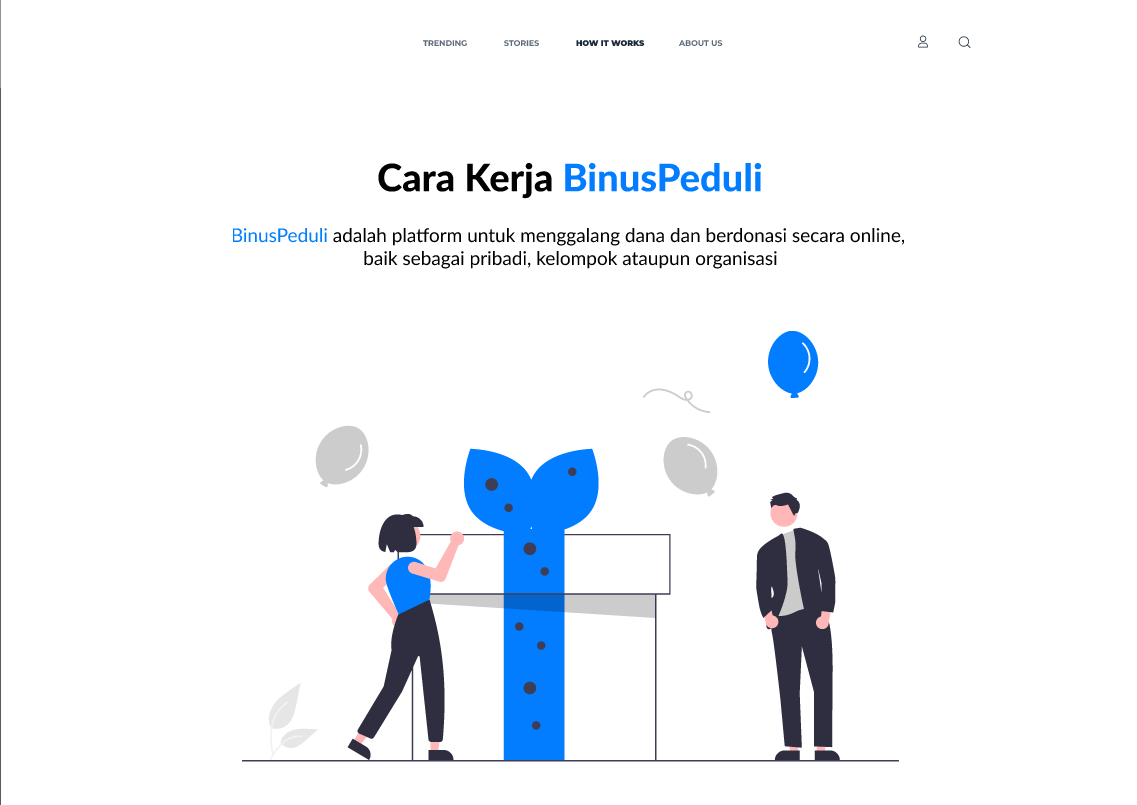 TRENDING STORIES HOW IT WORKS ABOUT US
Cara Kerja BinusPeduli
BinusPeduli adalah platform untuk menggalang dana dan berdonasi secara online,
baik sebagai pribadi, kelompok ataupun organisasi